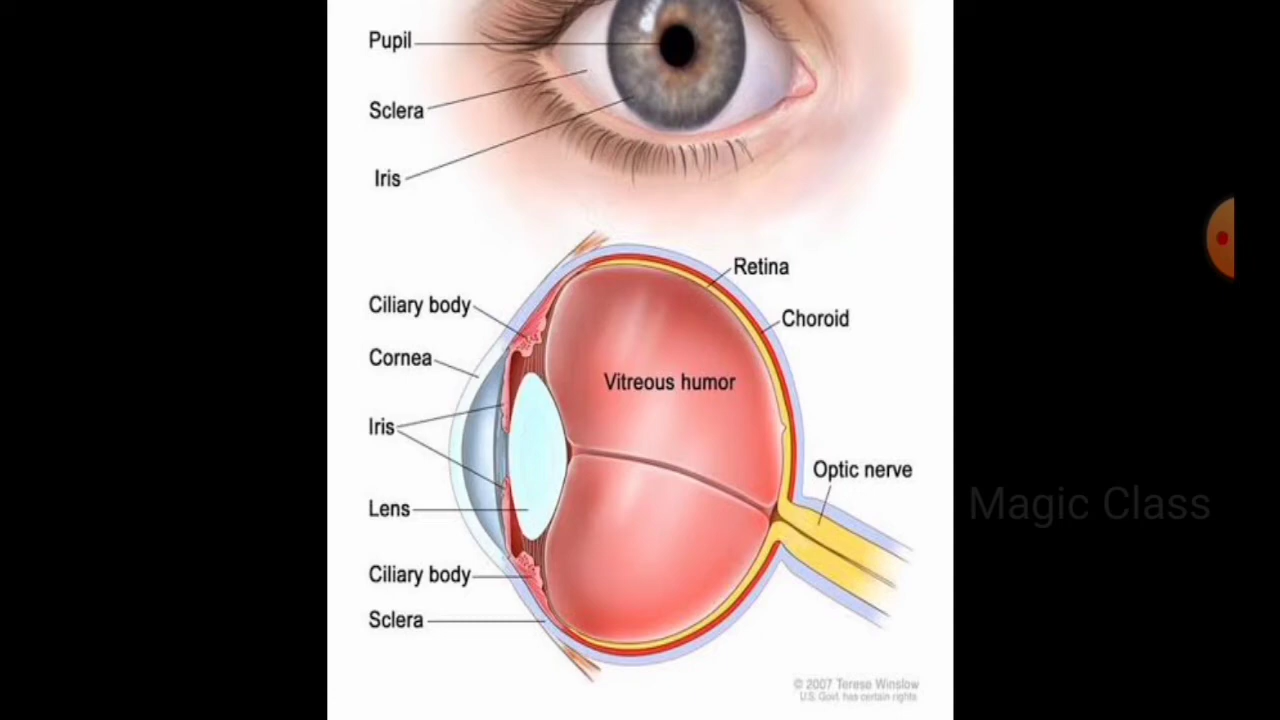 Pupil
Sclera
Iris
Retina
Ciliary body
Choroid
Cornea
Vitreous humor
Iris
Optic nerve
Magic Class
Lens
Ciliary body
Sclera
© 2007 Terese Winslow
U.S. Govt. has certain rights